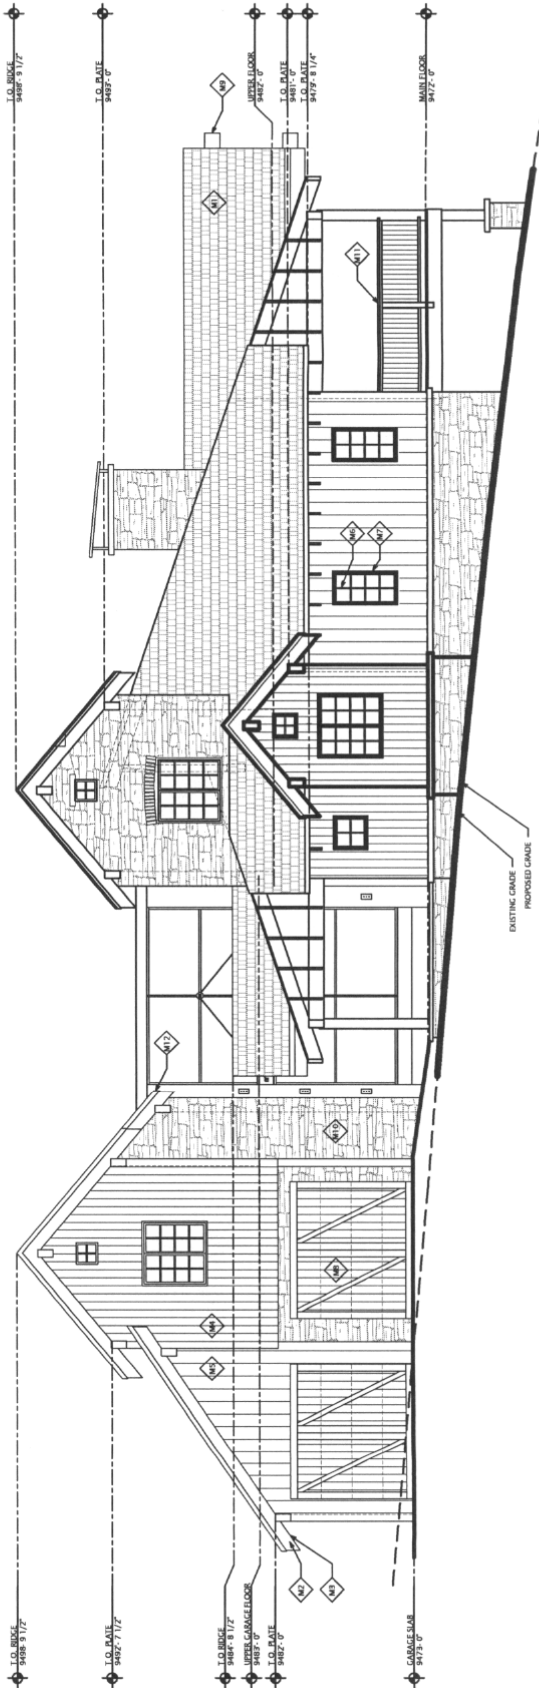 T.O. RIDGE
9498'- 9 1/2"
T.O. PLATE
9493'- 0"
UPPER FLOOR
9482'- 0"
T.O. PLATE
9481'- 0"
T.O. PLATE
9479'- 8 1/4"
MAIN FLOOR
9472'- 0"
M9
M1
M11
M6
M7
EXISTING GRADE
PROPOSED GRADE
M12
M10
M8
M4
M5
M2
M3
T.O. RIDGE
9498'- 9 1/2"
T.O. PLATE
9492'- 7 1/2"
T.O. RIDGE
9484'- 8 1/2"
UPPER GARAGE FLOOR
9483'- 0"
T.O. PLATE
9482'- 0"
GARAGE SLAB
9473'- 0"